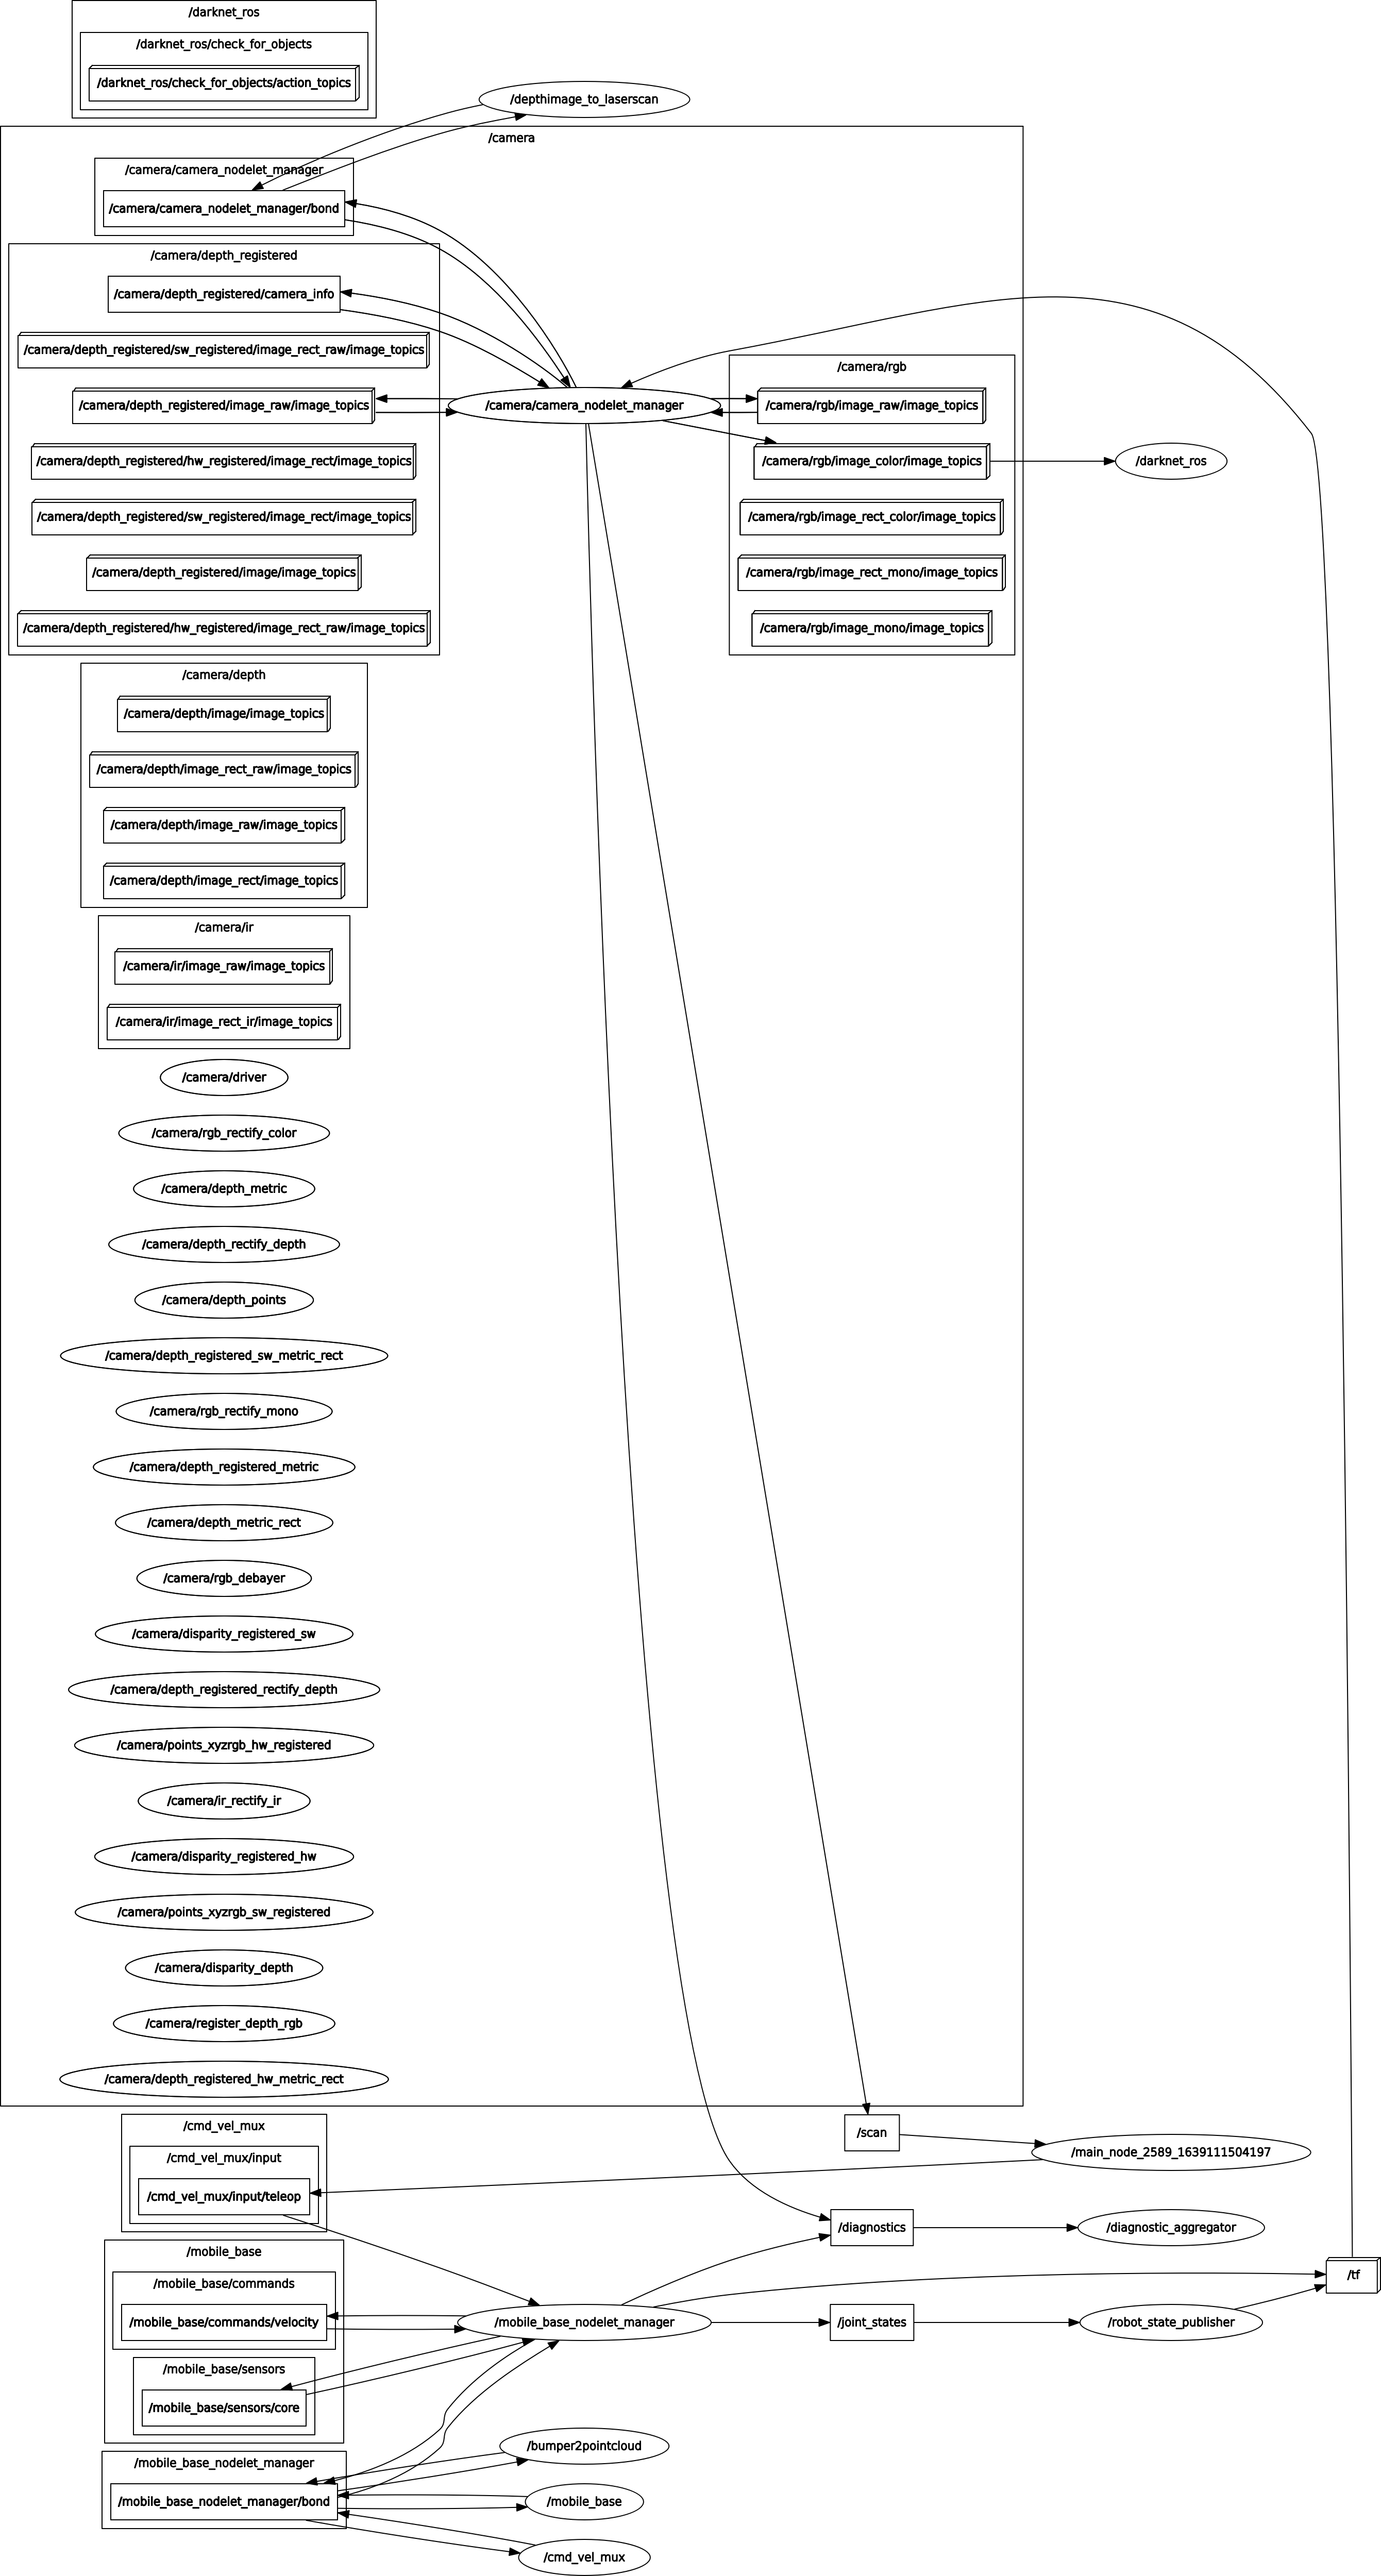 /darknet_ros
/darknet_ros/check_for_objects
/darknet_ros/check_for_objects/action_topics
/depthimage_to_laserscan
/camera
/camera/camera_nodelet_manager
/camera/camera_nodelet_manager/bond
/camera/depth_registered
/camera/depth_registered/camera_info
/camera/depth_registered/sw_registered/image_rect_raw/image_topics
/camera/depth_registered/image_raw/image_topics
/camera/depth_registered/hw_registered/image_rect/image_topics
/camera/depth_registered/sw_registered/image_rect/image_topics
/camera/depth_registered/image/image_topics
/camera/depth_registered/hw_registered/image_rect_raw/image_topics
/camera/camera_nodelet_manager
/camera/rgb
/camera/rgb/image_raw/image_topics
/camera/rgb/image_color/image_topics
/camera/rgb/image_rect_color/image_topics
/camera/rgb/image_rect_mono/image_topics
/camera/rgb/image_mono/image_topics
/darknet_ros
/camera/depth
/camera/depth/image/image_topics
/camera/depth/image_rect_raw/image_topics
/camera/depth/image_raw/image_topics
/camera/depth/image_rect/image_topics
/camera/ir
/camera/ir/image_raw/image_topics
/camera/ir/image_rect_ir/image_topics
/camera/driver
/camera/rgb_rectify_color
/camera/depth_metric
/camera/depth_rectify_depth
/camera/depth_points
/camera/depth_registered_sw_metric_rect
/camera/rgb_rectify_mono
/camera/depth_registered_metric
/camera/depth_metric_rect
/camera/rgb_debayer
/camera/disparity_registered_sw
/camera/depth_registered_rectify_depth
/camera/points_xyzrgb_hw_registered
/camera/ir_rectify_ir
/camera/disparity_registered_hw
/camera/points_xyzrgb_sw_registered
/camera/disparity_depth
/camera/register_depth_rgb
/camera/depth_registered_hw_metric_rect
/cmd_vel_mux
/cmd_vel_mux/input
/cmd_vel_mux/input/teleop
/scan
/main_node_2589_1639111504197
/diagnostics
/diagnostic_aggregator
/mobile_base
/mobile_base/commands
/mobile_base/commands/velocity
/mobile_base/sensors
/mobile_base/sensors/core
/mobile_base_nodelet_manager
/joint_states
/robot_state_publisher
/tf
/mobile_base_nodelet_manager
/mobile_base_nodelet_manager/bond
/bumper2pointcloud
/mobile_base
/cmd_vel_mux